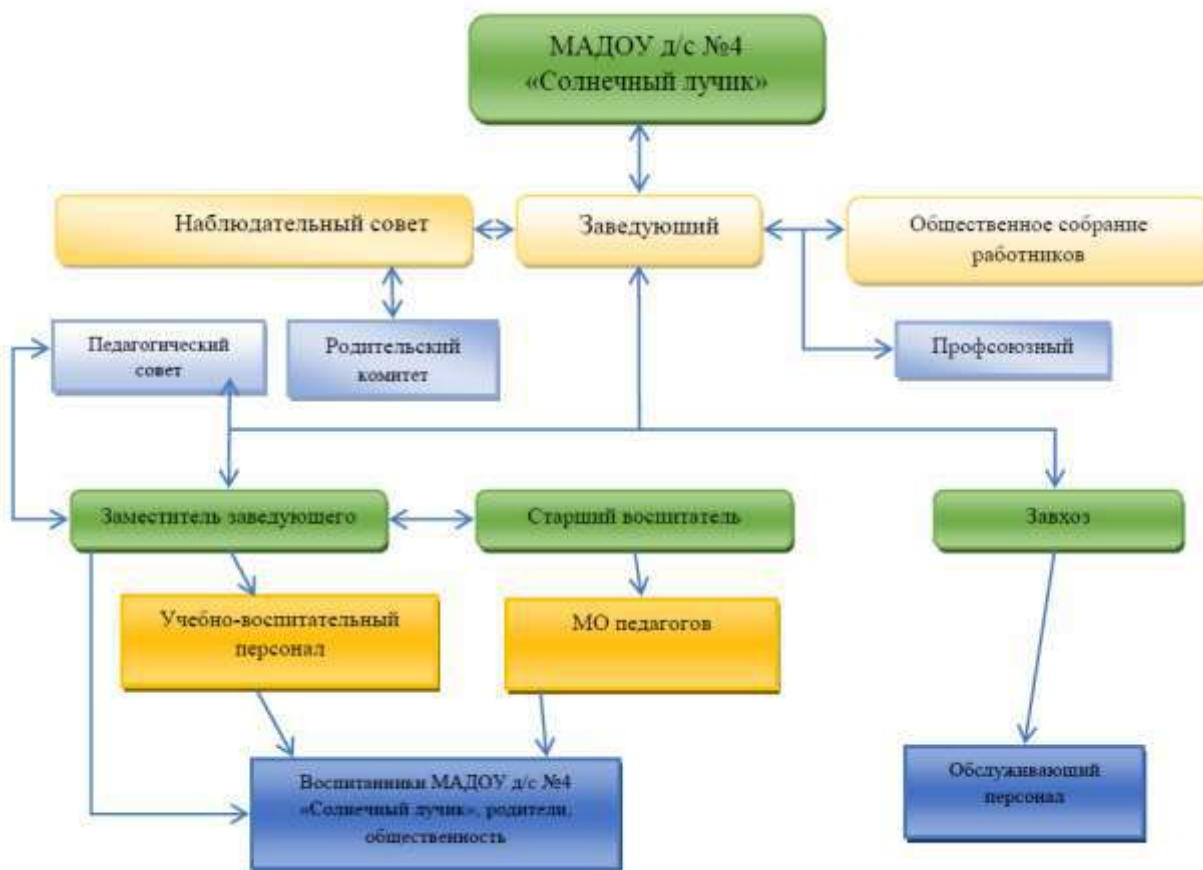 МАДОУ д/с №4
«Солнечный лучик»
Наблюдательный совет
Заведуюший
Общественное собрание
работников
Педагогический
совет
Родительский
комитет
Профсоюзный
Заместитель заведующего
Старший воспитатель
Завхоз
Учебно-воспитательный
персонал
МО педагогов
Воспитанники МАДОУ д/с №4
«Солнечный лучик», родители,
общественность
Обслуживающий
персонал